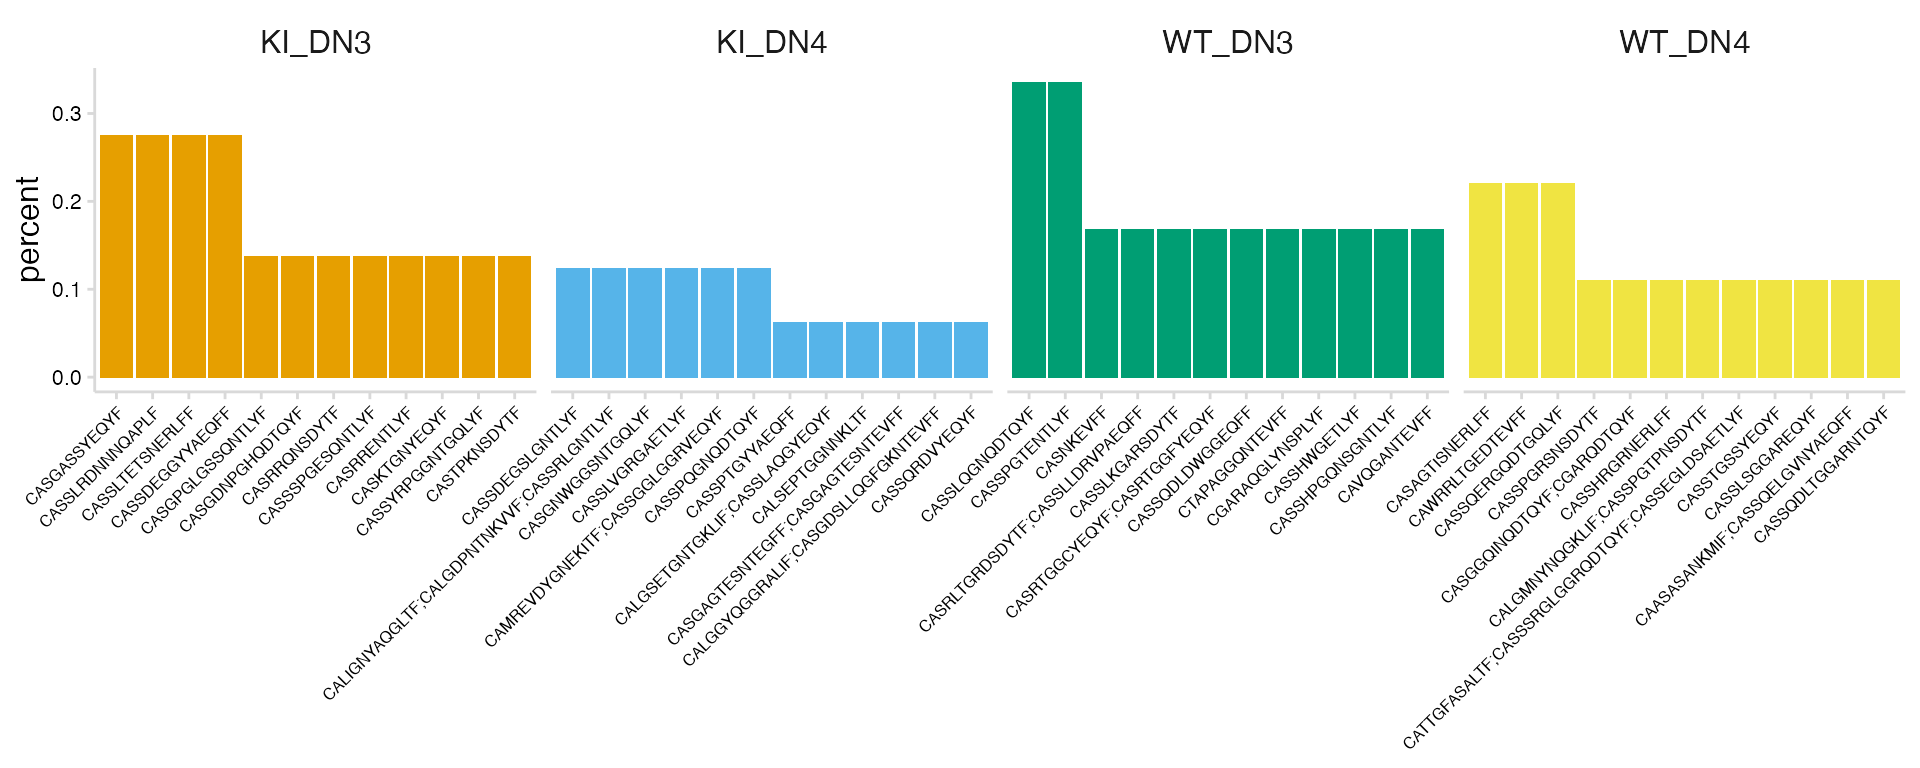 KI_DN3
KI_DN4
WT_DN3
WT_DN4
percent
0.3
0.2
0.1
0.0
CASGASSYEQYF
CASSLRDNNNQAPLF
CASSLTETSNERLFF
CASSDEGGYYAEQFF
CASGPGLGSSQNTLYF
CASGDNPGHQDTQYF
CASRRQNSDYTF
CASSSPGESQNTLYF
CASRRENTLYF
CASKTGNYEQYF
CASSYRPGGNTGQLYF
CASTPKNSDYTF
CASSDEGSLGNTLYF
CALIGNYAQGLTF;CALGDPNTNKVVF;CASSRLGNTLYF
CASGNWGGSNTGQLYF
CASSLVGRGAETLYF
CAMREVDYGNEKITF;CASSGGLGGRVEQYF
CASSPQGNQDTQYF
CASSPTGYYAEQFF
CALGSETGNTGKLIF;CASSLAQGYEQYF
CALSEPTGGNNKLTF
CASGAGTESNTEGFF;CASGAGTESNTEVFF
CALGGYQGGRALIF;CASGDSLLQGFGKNTEVFF
CASSQRDVYEQYF
CASSLQGNQDTQYF
CASSPGTENTLYF
CASNKEVFF
CASRLTGRDSDYTF;CASSLLDRVPAEQFF
CASSLKGARSDYTF
CASRTGGCYEQYF;CASRTGGFYEQYF
CASSQDLLDWGGEQFF
CTAPAGGQNTEVFF
CGARAQGLYNSPLYF
CASSHWGETLYF
CASSHPGQNSGNTLYF
CAVQGANTEVFF
CASAGTISNERLFF
CAWRRLTGEDTEVFF
CASSQERGQDTGQLYF
CASSPGRSNSDYTF
CASGGQINQDTQYF;CGARQDTQYF
CASSHRGRNERLFF
CALGMNYNQGKLIF;CASSPGTPNSDYTF
CATTGFASALTF;CASSSRGLGGRQDTQYF;CASSEGLDSAETLYF
CASSTGSSYEQYF
CASSLSGGAREQYF
CAASASANKMIF;CASSQELGVINYAEQFF
CASSQDLTGGARNTQYF